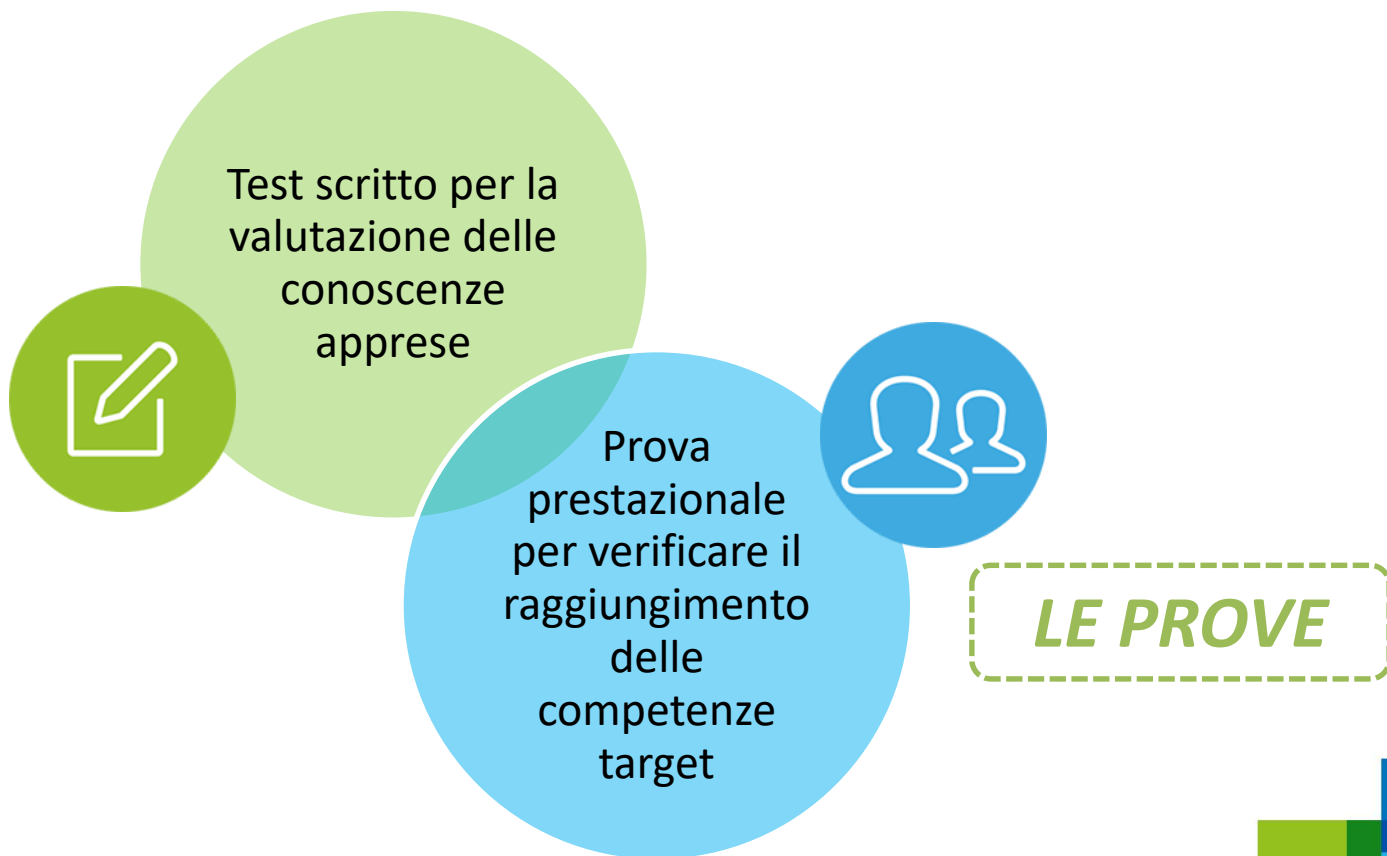 Test scritto per la
valutazione delle
conoscenze
apprese
Prova
prestazionale
per verificare il
raggiungimento
delle
competenze
target
LE PROVE